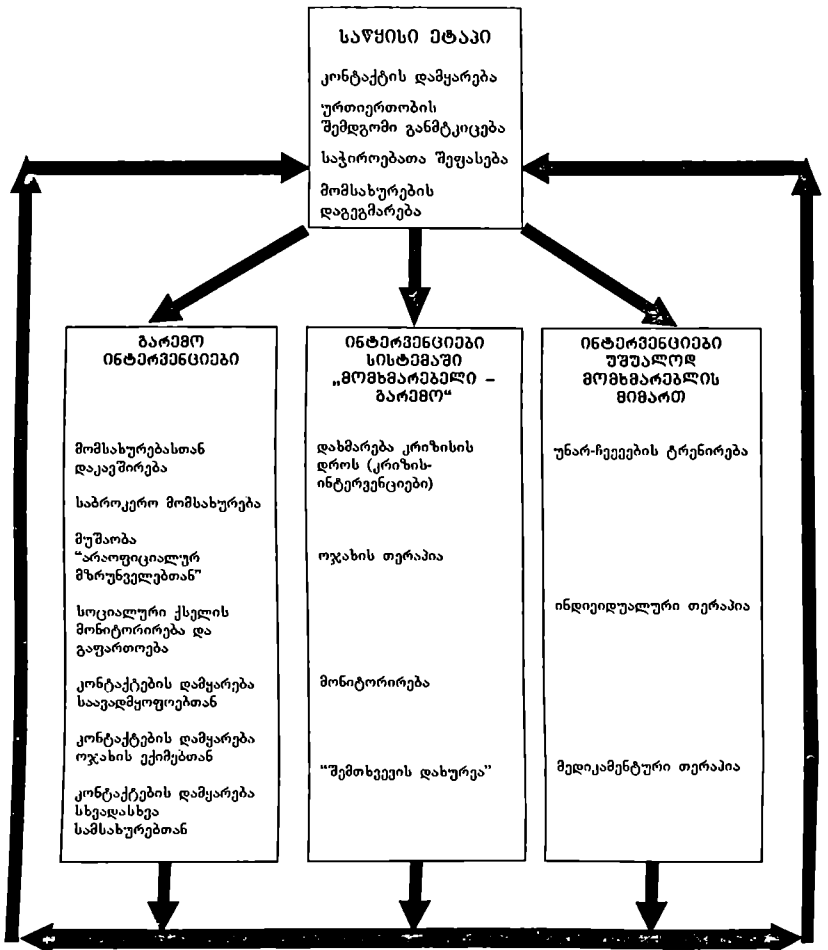 საწყისი ეტაპი
კონტაქტის დამყარება
ურთიერთობის
შემდგომი განმტკიცება
საჭიროებათა შეფასება
მომსახურების
დაგეგმარება
გარემო
ინტერვენციები
მომსახურებასთან
დაკავშირება
საბროკერო მომსახურება
მუშაობა
“არაოფიციალურ
მზრუნველებთან”
სოციალური ქსელის
მონიტორირება და
გაფართოება
კონტაქტების დამყარება
საავადმყოფოებთან
კონტაქტების დამყარება
ოჯახის ექიმებთან
კონტაქტების დამყარება
სხვადასხვა
სამსახურებთან
ინტერვენციები
სისტემაში
„მომხმარებელი –
გარემო“
დახმარება კრიზისის
დროს (კრიზის-
ინტერვენციები)
ოჯახის თერაპია
მონიტორირება
“შემთხვევის დახურვა”
ინტერვენციები
უშუალოდ
მომხმარებლის
მიმართ
უნარ-ჩვევების ტრენირება
ინდივიდუალური თერაპია
მედიკამენტური თერაპია